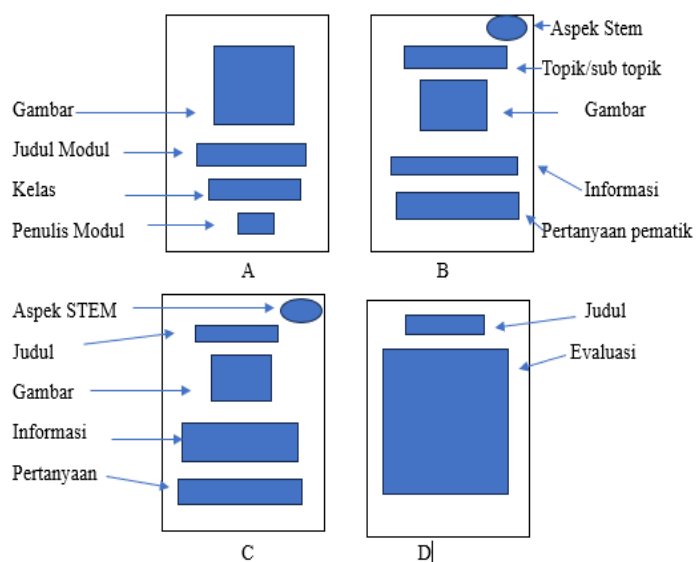 Gambar
Judul Modul
Kelas
Penulis Modul
A
Aspek Stem
Topik/sub topik
Gambar
Informasi
Pertanyaan pematik
B
Aspek STEM
Judul
Gambar
Informasi
Pertanyaan
C
Judul
Evaluasi
D